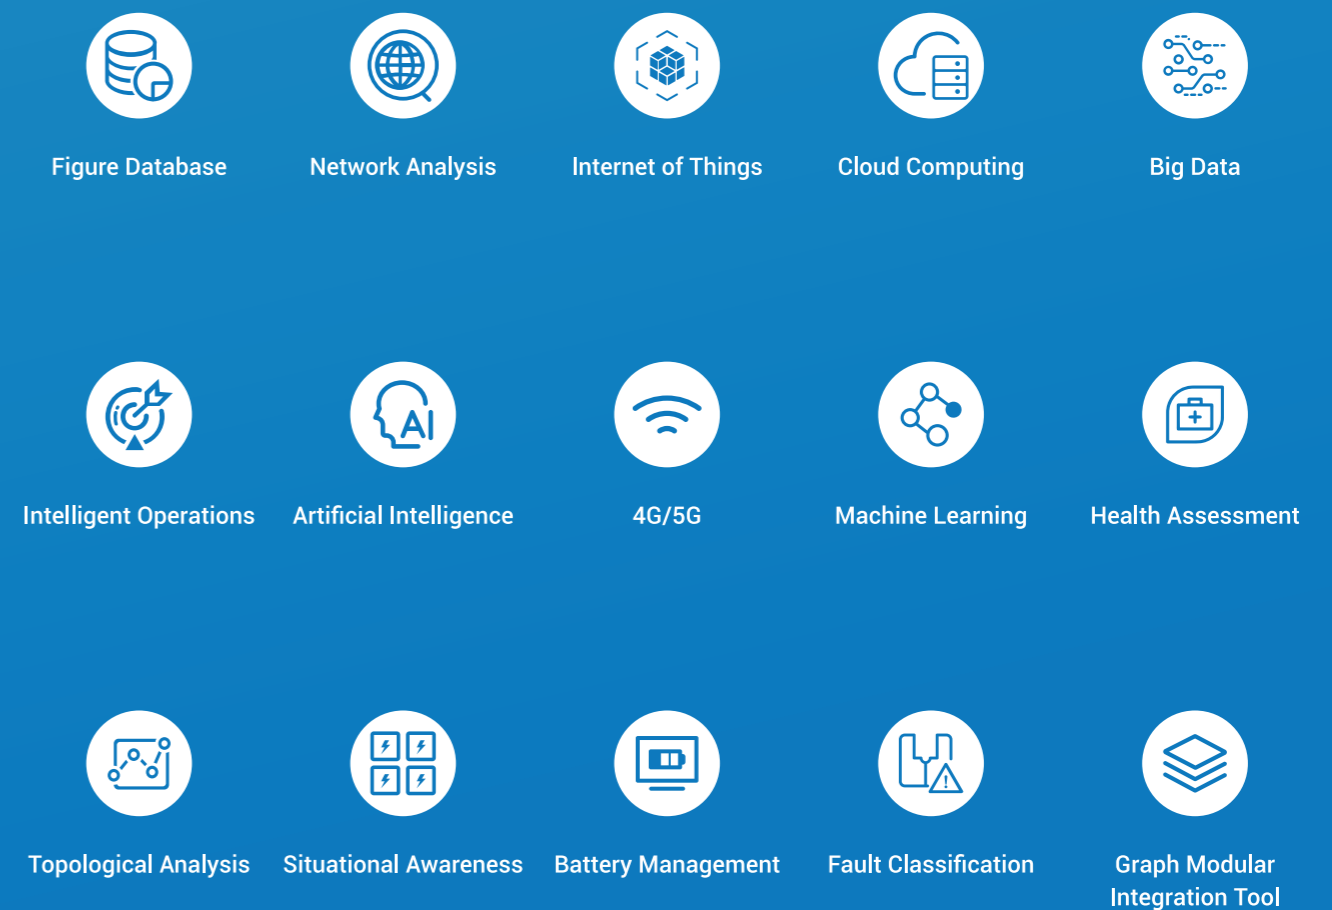 Figure Database
Network Analysis
Internet of Things
Cloud Computing
Big Data
Intelligent Operations
AI
Artificial Intelligence
4G/5G
Machine Learning
Health Assessment
Topological Analysis
Situational Awareness
Battery Management
Fault Classification
Graph Modular
Integration Tool